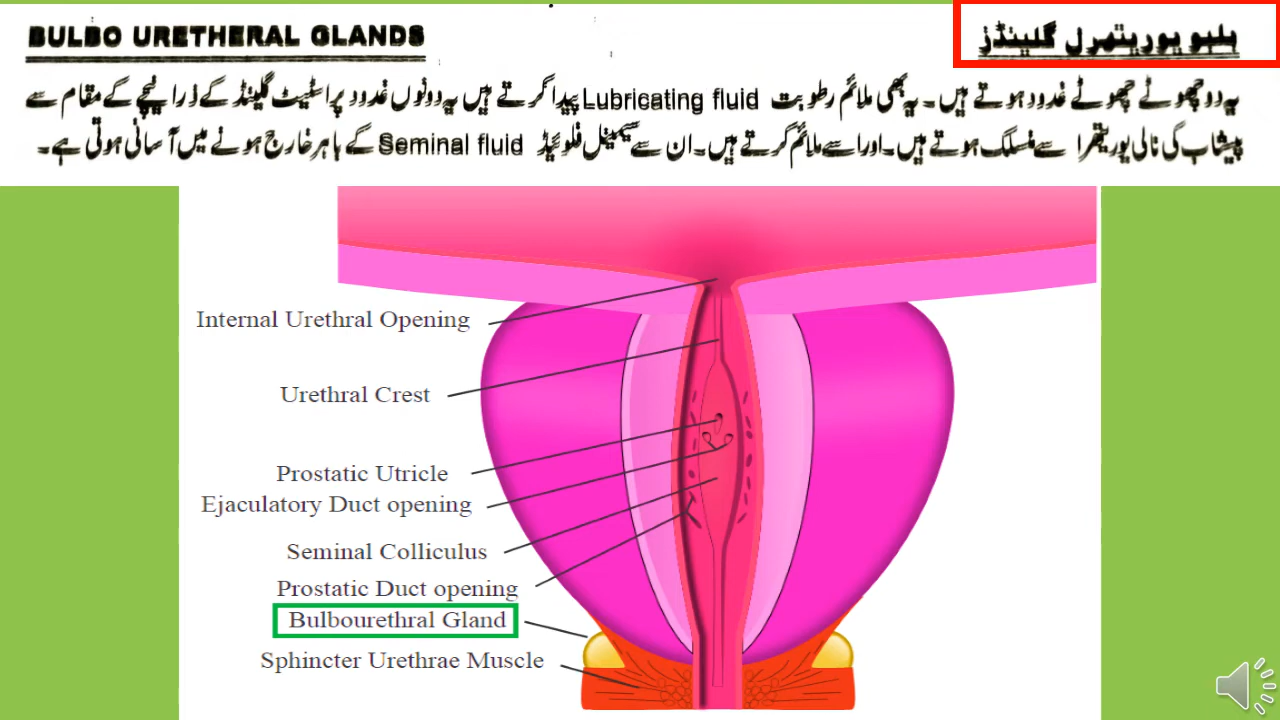 BULBO URETHERAL GLANDS
بلبو یوریتھرل گلینڈز
یہ دو چھوٹے چھوٹے غدود ہوتے ہیں۔ یہ بھی ملائم رطوبت Lubricating fluid پیدا کرتے ہیں یہ دونوں غدود پراسٹیٹ گلینڈ کے ذرا نیچے کے مقام سے
پیشاب کی نالی یوریتھرا سے منسلک ہوتے ہیں۔ اور اسے ملائم کرتے ہیں۔ ان سے سیمینل فلوئیڈ Seminal fluid کے باہر خارج ہونے میں آسانی ہوتی ہے۔
Internal Urethral Opening
Urethral Crest
Prostatic Utricle
Ejaculatory Duct opening
Seminal Colliculus
Prostatic Duct opening
Bulbourethral Gland
Sphincter Urethrae Muscle